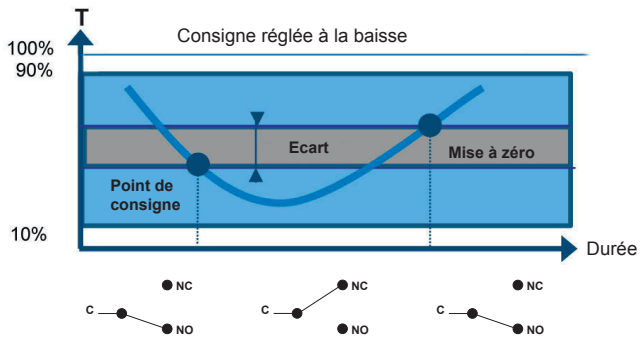 T
Consigne réglée à la baisse
100%
90%
Ecart
Mise à zéro
Point de
consigne
10%
Durée
NC
C
NO
NC
C
NO
NC
C
NO